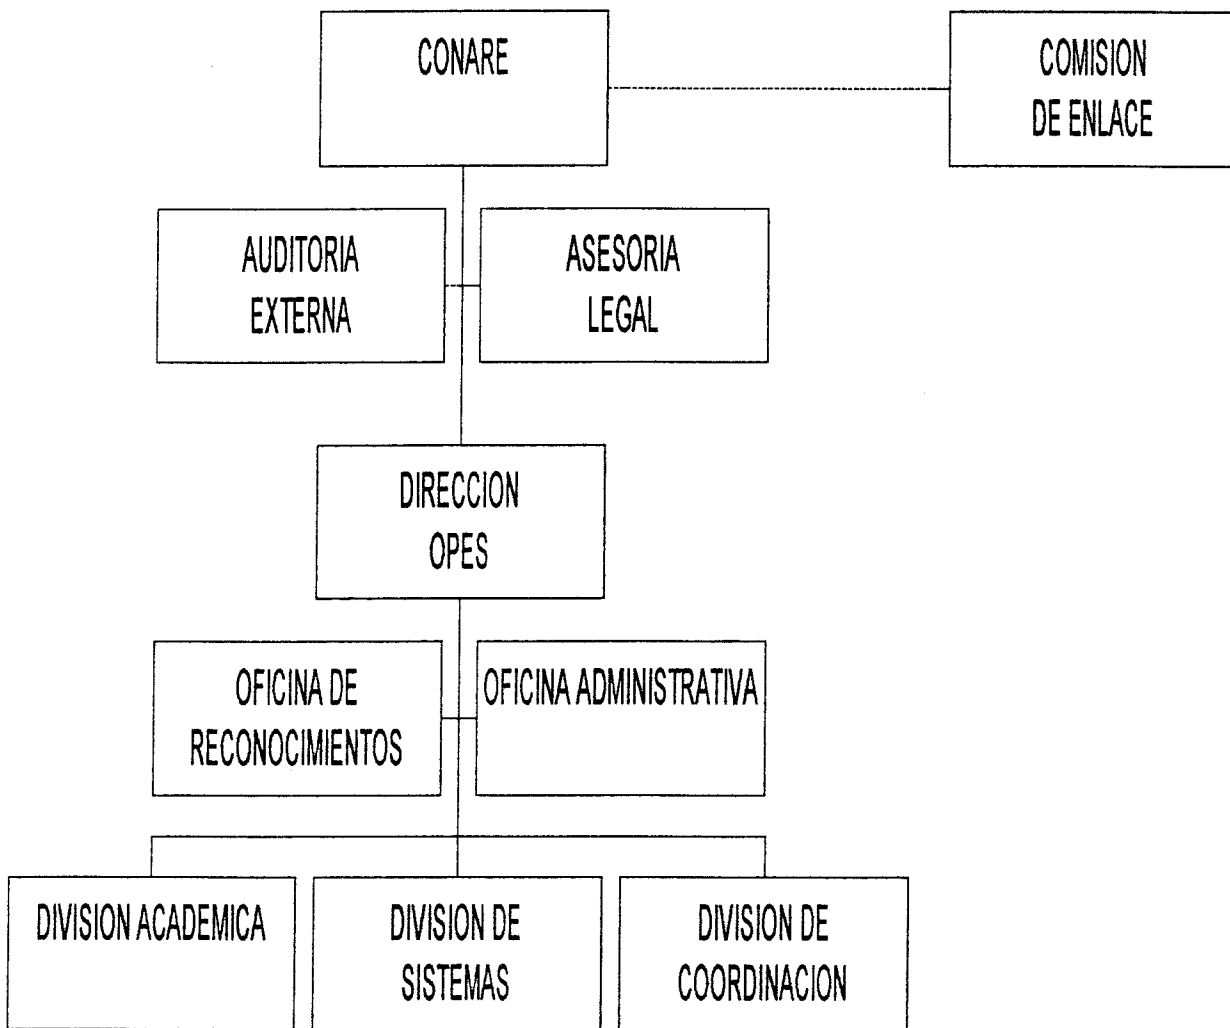 CONARE
COMISION
DE ENLACE
AUDITORIA
EXTERNA
ASESORIA
LEGAL
DIRECCION
OPES
OFICINA DE
RECONOCIMIENTOS
OFICINA ADMINISTRATIVA
DIVISION ACADEMICA
DIVISION DE
SISTEMAS
DIVISION DE
COORDINACION